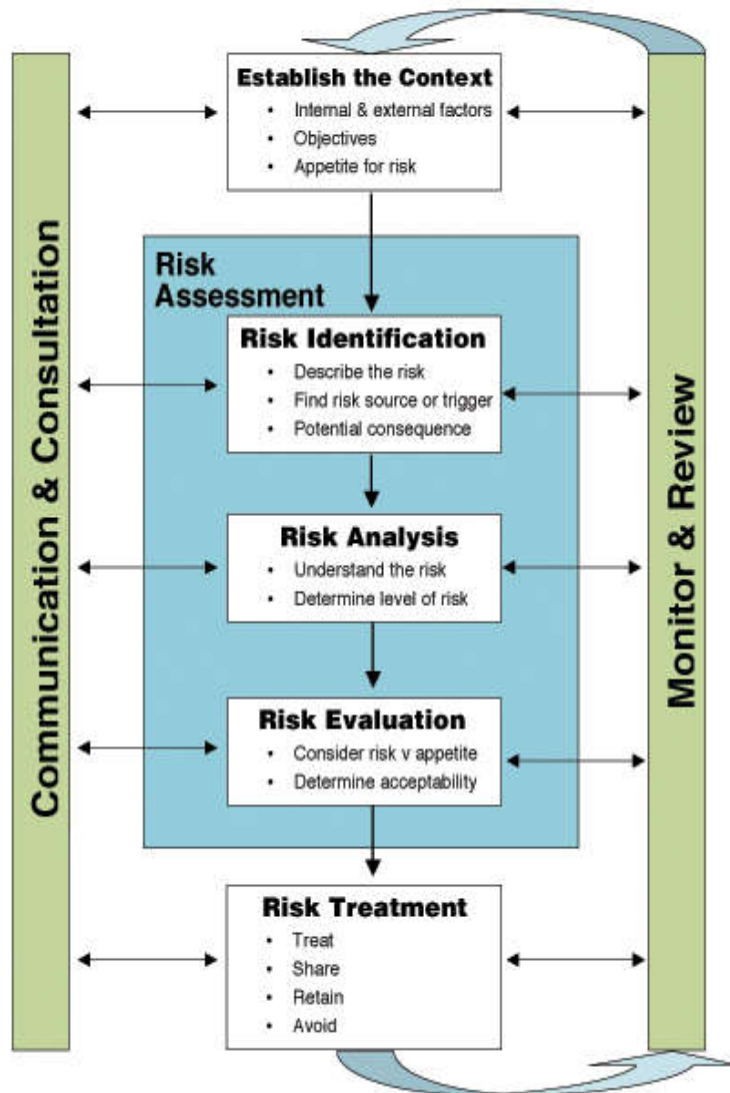 Establish the Context
• Internal & external factors
• Objectives
• Appetite for risk
Communication & Consultation
Risk
Assessment
Risk Identification
• Describe the risk
• Find risk source or trigger
• Potential consequence
Risk Analysis
• Understand the risk
• Determine level of risk
Risk Evaluation
• Consider risk v appetite
• Determine acceptability
Risk Treatment
• Treat
• Share
• Retain
• Avoid
Monitor & Review